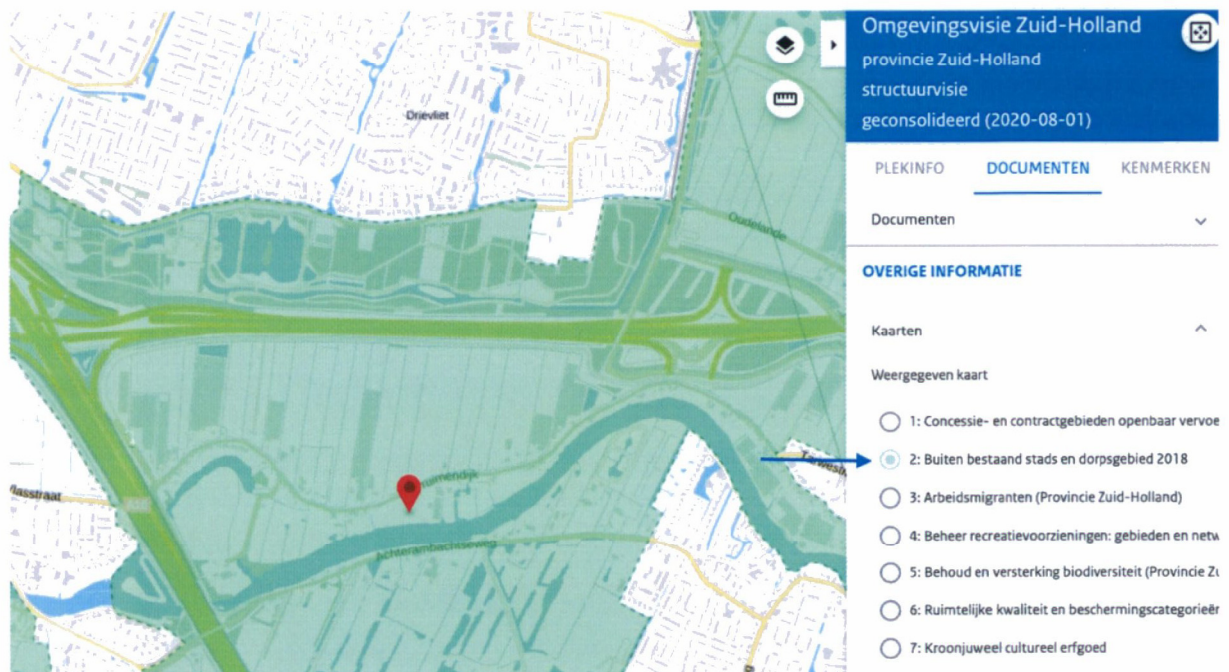 Omgevingsvisie Zuid-Holland
provincie Zuid-Holland
structuurvisie
geconsolideerd (2020-08-01)
PLEKINFO DOCUMENTEN KENMERKEN
Documenten
OVERIGE INFORMATIE
Kaarten
Weergegeven kaart
1: Concessie- en contractgebieden openbaar vervoe
2: Buiten bestaand stads en dorpsgebied 2018
3: Arbeidsmigranten (Provincie Zuid-Holland)
4: Beheer recreatievoorzieningen: gebieden en netw
5: Behoud en versterking biodiversiteit (Provincie Zu
6: Ruimtelijke kwaliteit en beschermingscategorieër
7: Kroonjuweel cultureel erfgoed
Drievliet
Oudelande
Achterambachtseweg